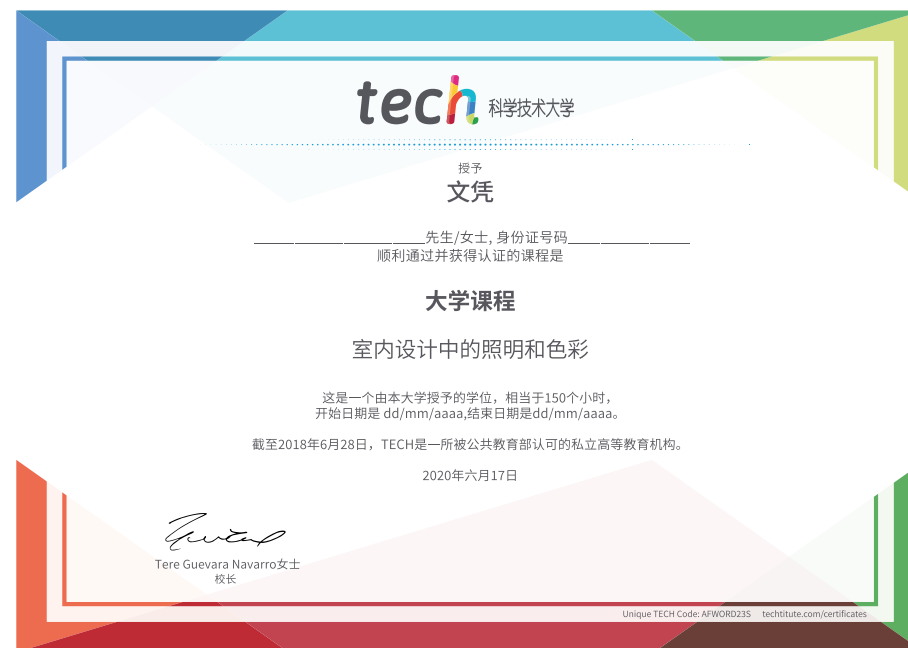 tech 科学技术大学
授予
文凭
________________________先生/女士, 身份证号码_________________
顺利通过并获得认证的课程是
大学课程
室内设计中的照明和色彩
这是一个由本大学授予的学位，相当于150个小时，
开始日期是 dd/mm/aaaa,结束日期是dd/mm/aaaa。
截至2018年6月28日，TECH是一所被公共教育部认可的私立高等教育机构。
2020年六月17日
Tere Guevara Navarro女士
校长
Unique TECH Code: AFWORD23S techtitute.com/certificates